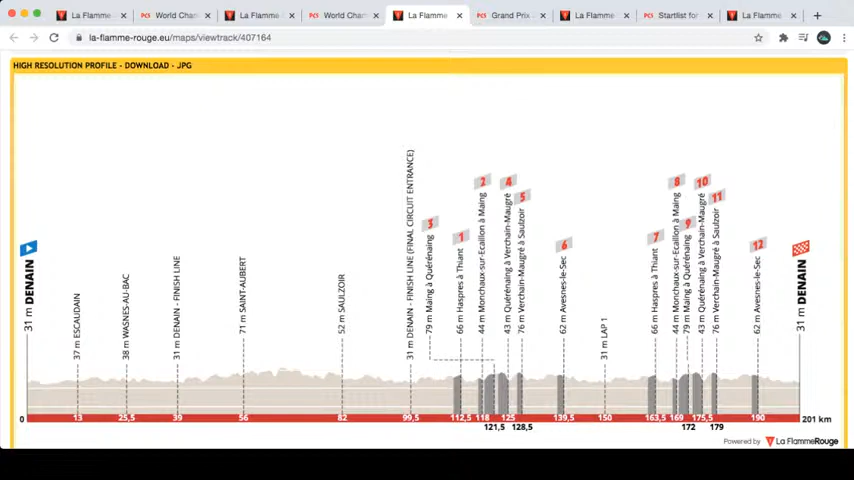 La Flamme
World Cham
La Flamme
World Cham
La Flamme
Grand Prix
La Flamme
Startlist for
La Flamme
la-flamme-rouge.eu/maps/viewtrack/407164
HIGH RESOLUTION PROFILE - DOWNLOAD - JPG
31 m DENAIN
37 m ESCAUDAIN
38 m WASNES-AU-BAC
31 m DENAIN - FINISH LINE
71 m SAINT-AUBERT
52 m SAULZOIR
31 m DENAIN - FINISH LINE (FINAL CIRCUIT ENTRANCE)
3
79 m Maing à Quérénaing
1
66 m Haspres à Thiant
2
44 m Monchaux-sur-Ecaillon à Maing
4
43 m Quérénaing à Verchain-Maugré
5
76 m Verchain-Maugré à Saulzoir
6
62 m Avesnes-le-Sec
31 m LAP 1
7
66 m Haspres à Thiant
8
44 m Monchaux-sur-Ecaillon à Maing
9
79 m Maing à Quérénaing
10
43 m Quérénaing à Verchain-Maugré
11
76 m Verchain-Maugré à Saulzoir
12
62 m Avesnes-le-Sec
31 m DENAIN
0 13 25,5 39 56 82 99,5 112,5 118 125 139,5 150 163,5 169 175,5 190 201 km
121,5 128,5 172 179
Powered by La FlammeRouge